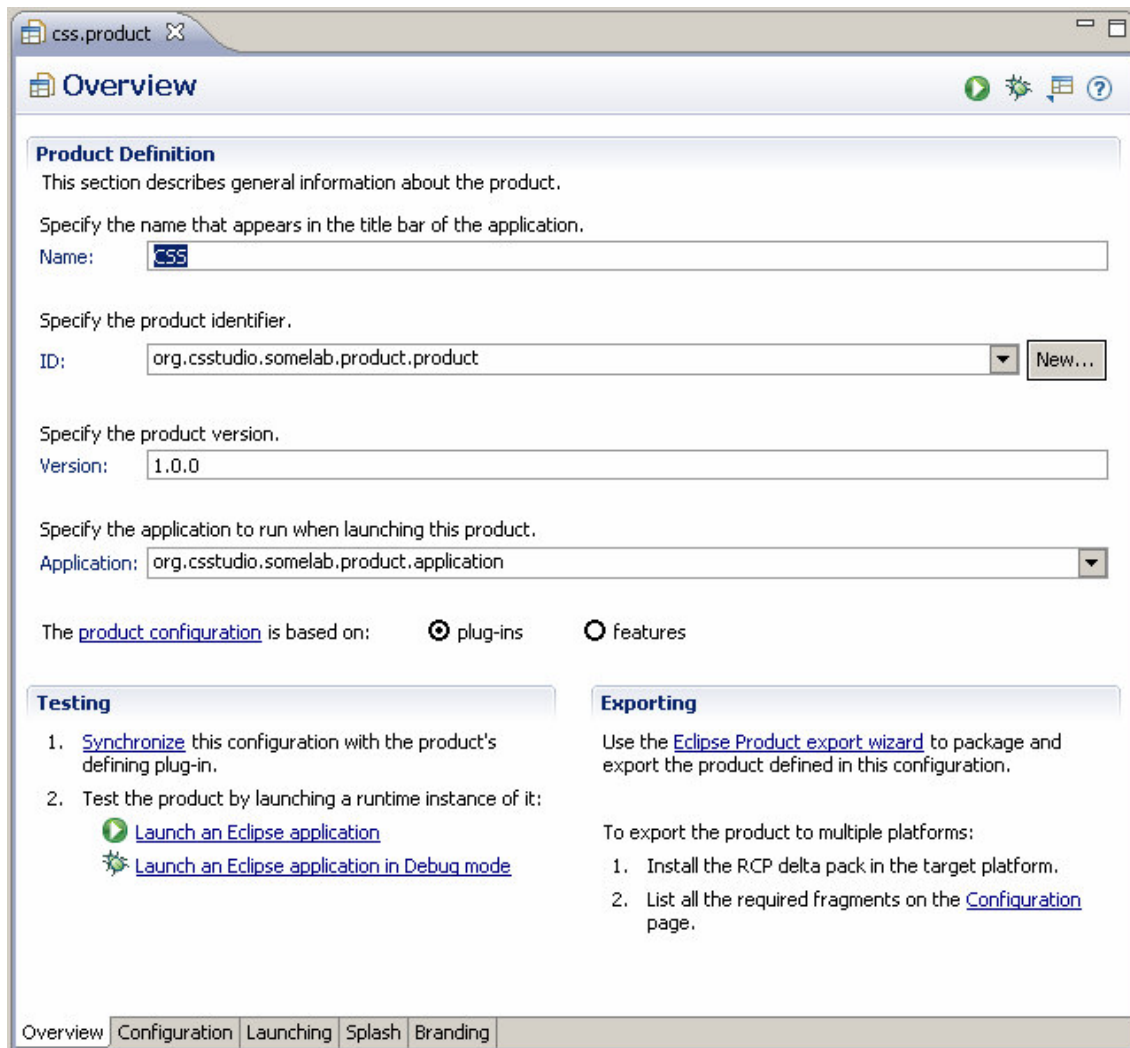 css.product
Overview
Product Definition
This section describes general information about the product.
Specify the name that appears in the title bar of the application.
Name: CSS
Specify the product identifier.
ID: org.csstudio.somelab.product.product New...
Specify the product version.
Version: 1.0.0
Specify the application to run when launching this product.
Application: org.csstudio.somelab.product.application
The product configuration is based on: plug-ins features
Testing
1. Synchronize this configuration with the product's
defining plug-in.
2. Test the product by launching a runtime instance of it:
Launch an Eclipse application
Launch an Eclipse application in Debug mode
Exporting
Use the Eclipse Product export wizard to package and
export the product defined in this configuration.
To export the product to multiple platforms:
1. Install the RCP delta pack in the target platform.
2. List all the required fragments on the Configuration
page.
Overview Configuration Launching Splash Branding